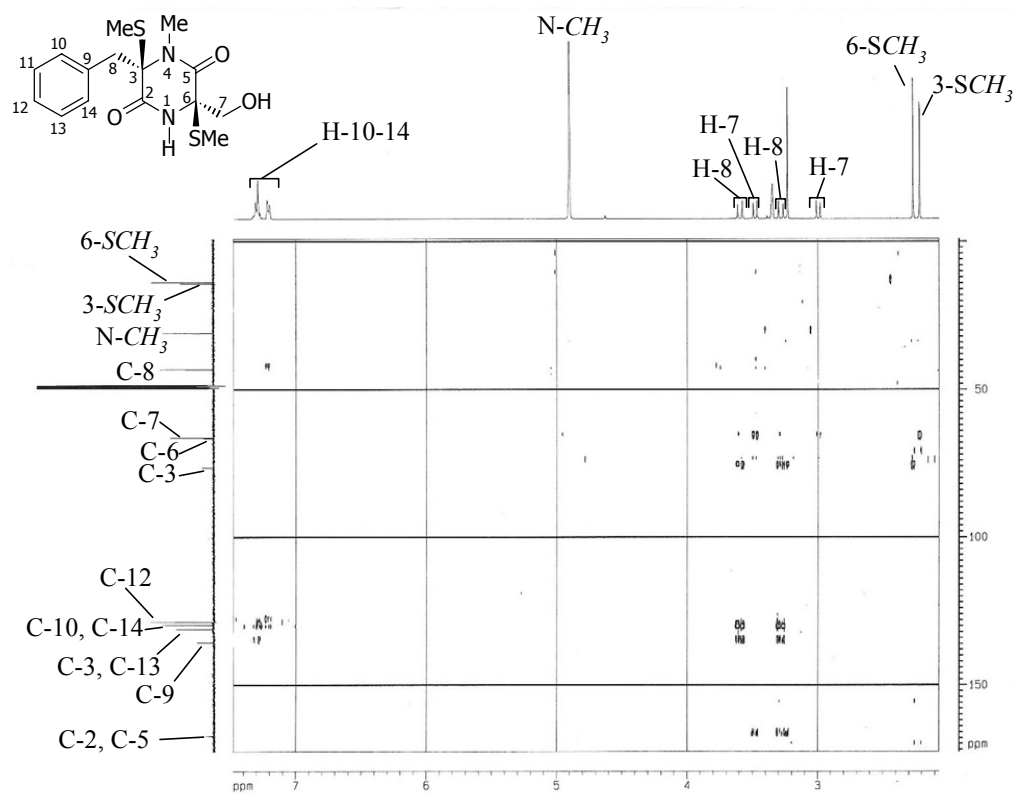 MeS
Me
N
4
O
10
9
8
3
5
11
2
1
6
7
OH
12
O
N
14
13
H
SMe
H-10-14
N-CH3
6-SCH3
3-SCH3
H-7
H-8
H-8
H-7
6-SCH3
3-SCH3
N-CH3
C-8
C-7
C-6
C-3
C-12
C-10, C-14
C-3, C-13
C-9
C-2, C-5
50
100
150
ppm
ppm 7 6 5 4 3